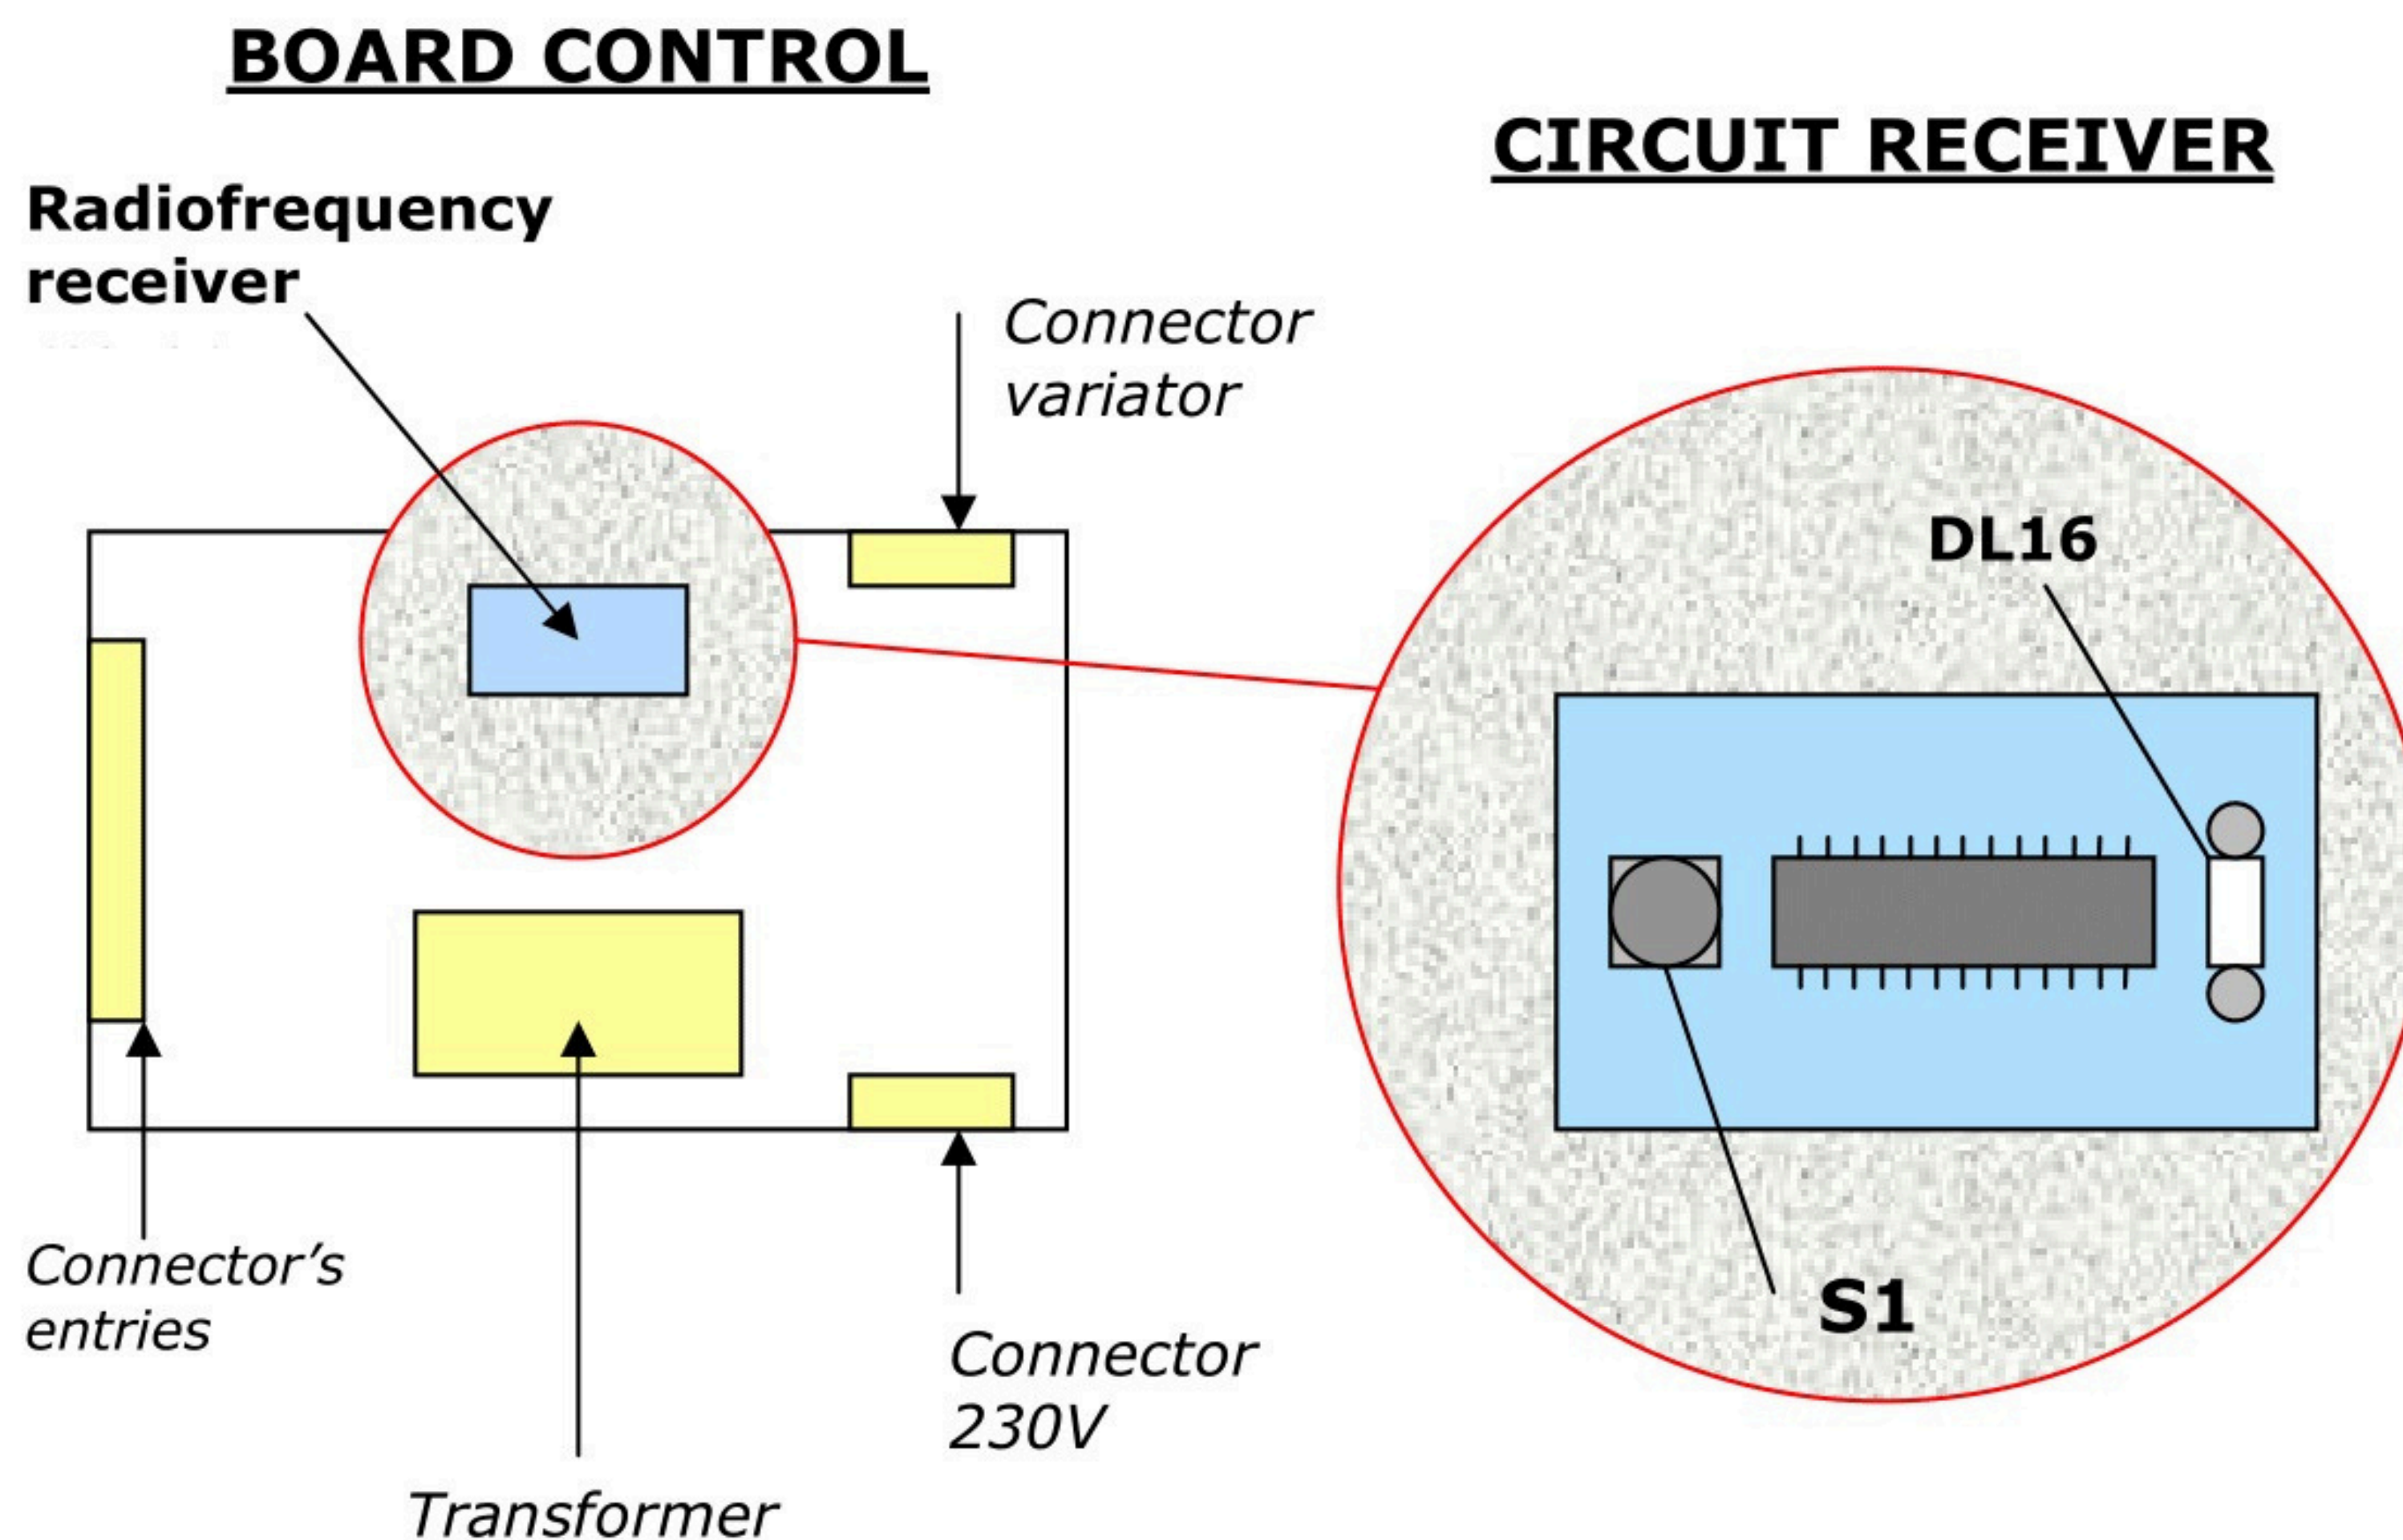 BOARD CONTROL
CIRCUIT RECEIVER
Radiofrequency
receiver
Connector
variator
DL16
S1
Connector’s
entries
Connector
230V
Transformer